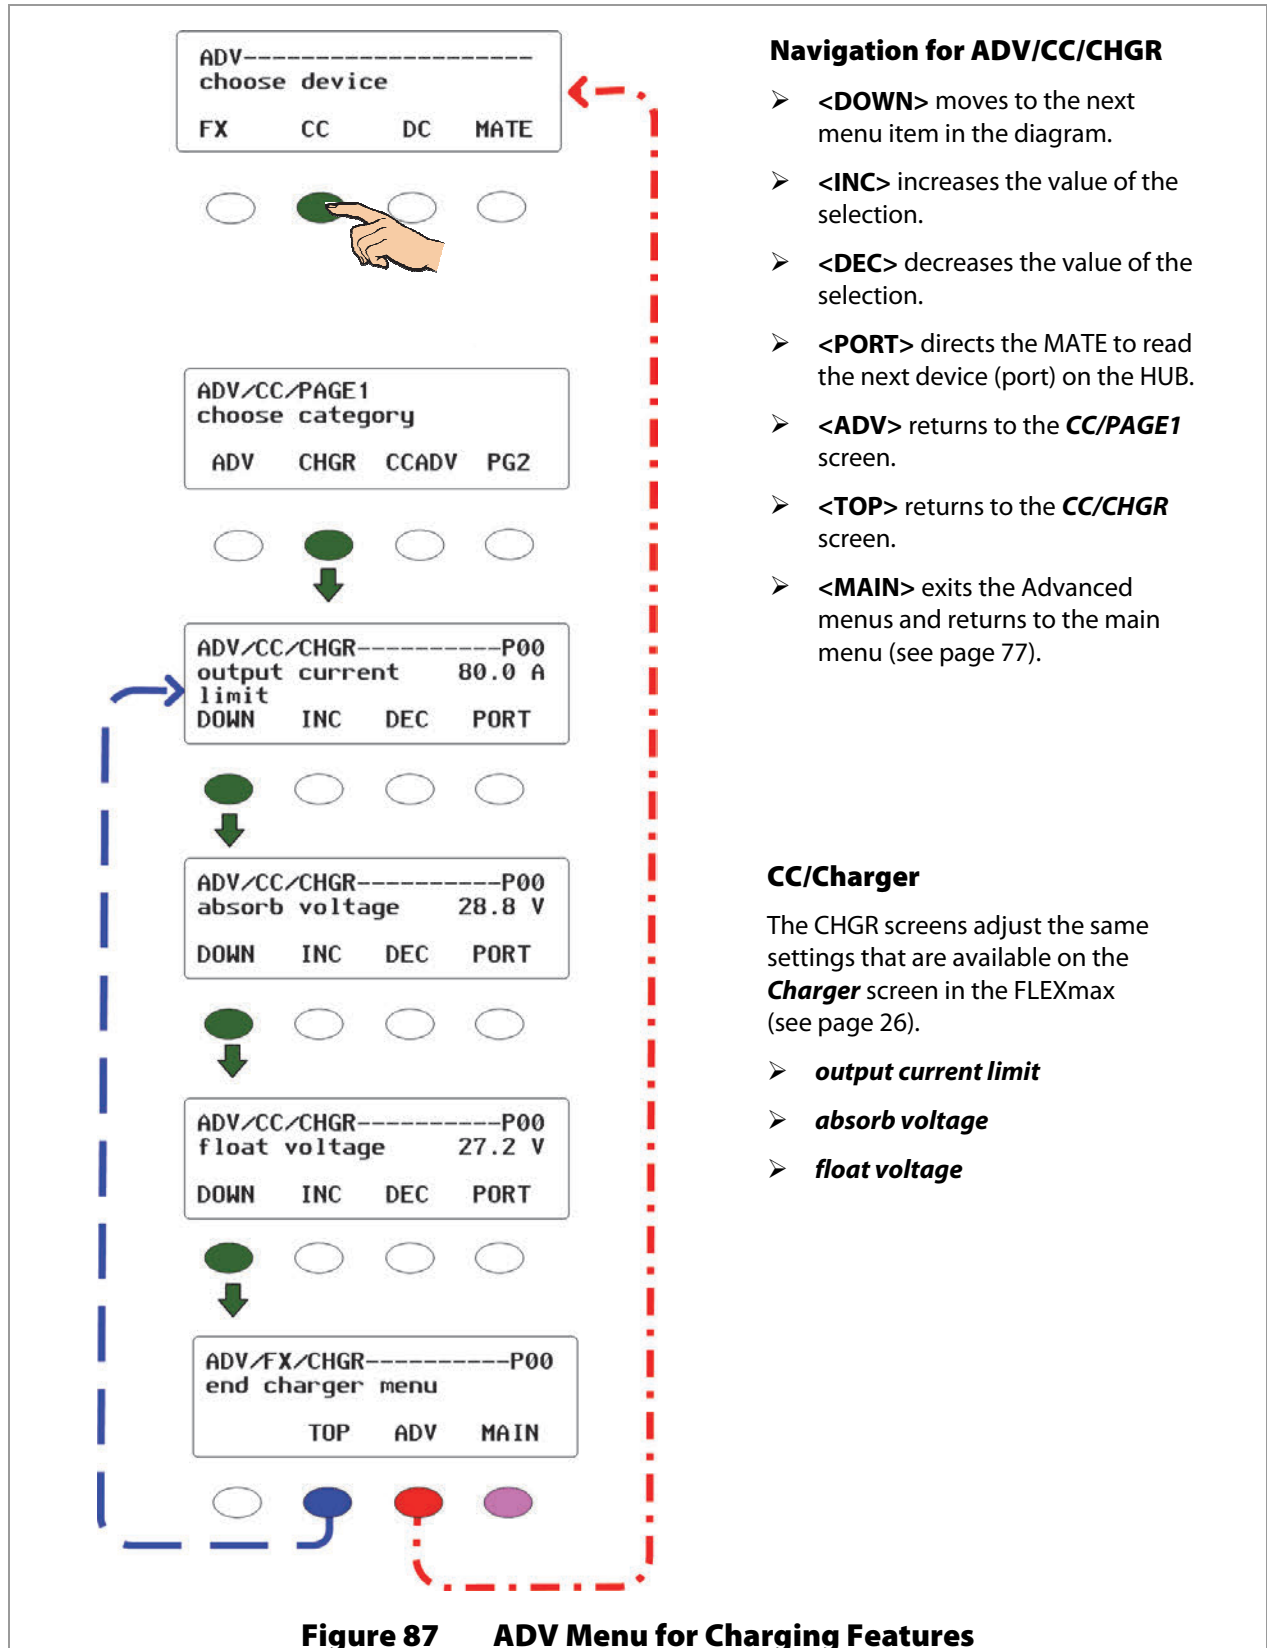 ADV---------------------
choose device
FX CC DC MATE
ADV/CC/PAGE1
choose category
ADV CHGR CCADV PG2
ADV/CC/CHGR-----------P00
output current 80.0 A
limit
DOWN INC DEC PORT
ADV/CC/CHGR-----------P00
absorb voltage 28.8 V
DOWN INC DEC PORT
ADV/CC/CHGR-----------P00
float voltage 27.2 V
DOWN INC DEC PORT
ADV/FX/CHGR-----------P00
end charger menu
TOP ADV MAIN
Navigation for ADV/CC/CHGR
➢ <DOWN> moves to the next
menu item in the diagram.
➢ <INC> increases the value of the
selection.
➢ <DEC> decreases the value of the
selection.
➢ <PORT> directs the MATE to read
the next device (port) on the HUB.
➢ <ADV> returns to the CC/PAGE1
screen.
➢ <TOP> returns to the CC/CHGR
screen.
➢ <MAIN> exits the Advanced
menus and returns to the main
menu (see page 77).
CC/Charger
The CHGR screens adjust the same
settings that are available on the
Charger screen in the FLEXmax
(see page 26).
➢ output current limit
➢ absorb voltage
➢ float voltage
Figure 87 ADV Menu for Charging Features